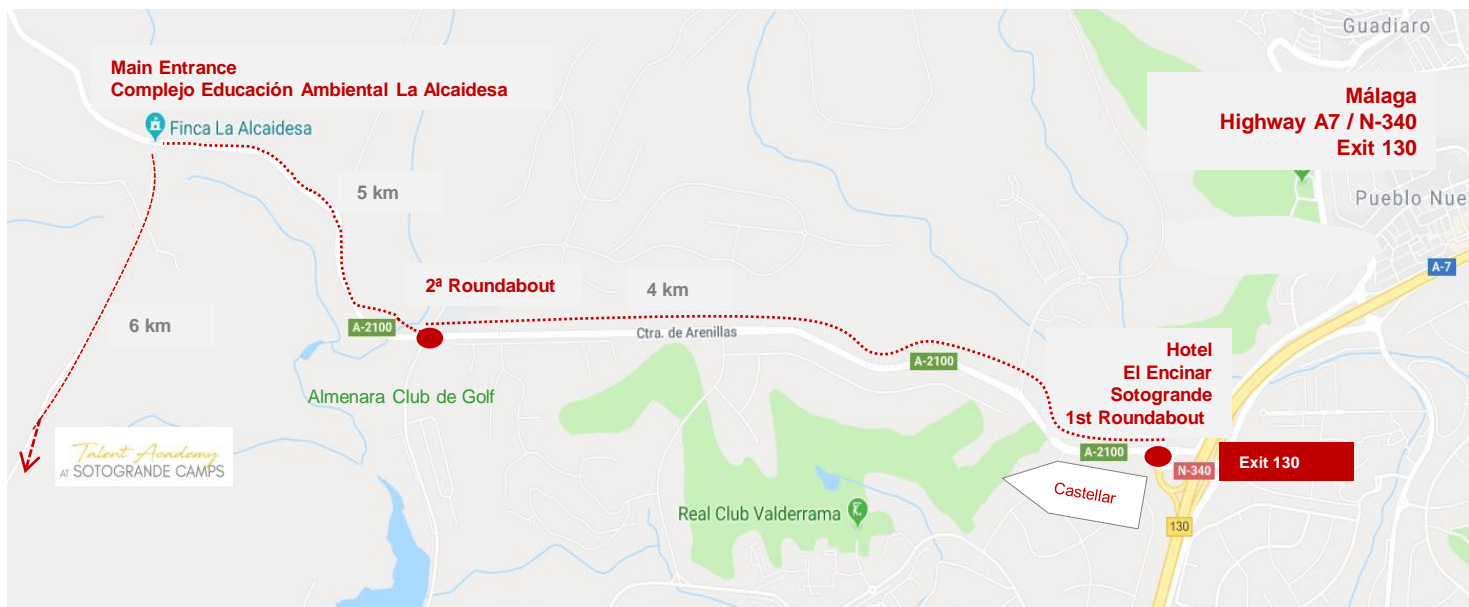 Guadiaro
Main Entrance
Complejo Educación Ambiental La Alcaidesa
Málaga
Highway A7 / N-340
Exit 130
Finca La Alcaidesa
5 km
Pueblo Nue
A-7
2ª Roundabout
4 km
6 km
A-2100
Ctra. de Arenillas
Hotel
El Encinar
Sotogrande
1st Roundabout
A-2100
Almenara Club de Golf
Talent Academy
AT SOTOGRANDE CAMPS
A-2100
N-340
Exit 130
Castellar
Real Club Valderrama
130